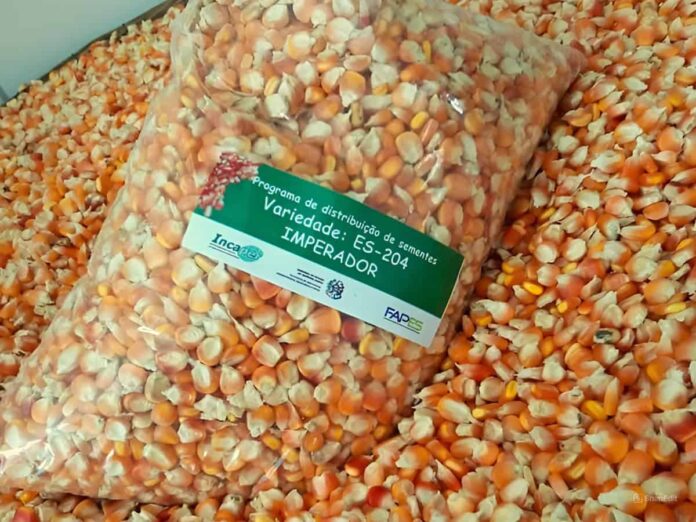 Programa de distribuição de sementes
Variedade: ES-204
IMPERADOR
Incaper
FAPES